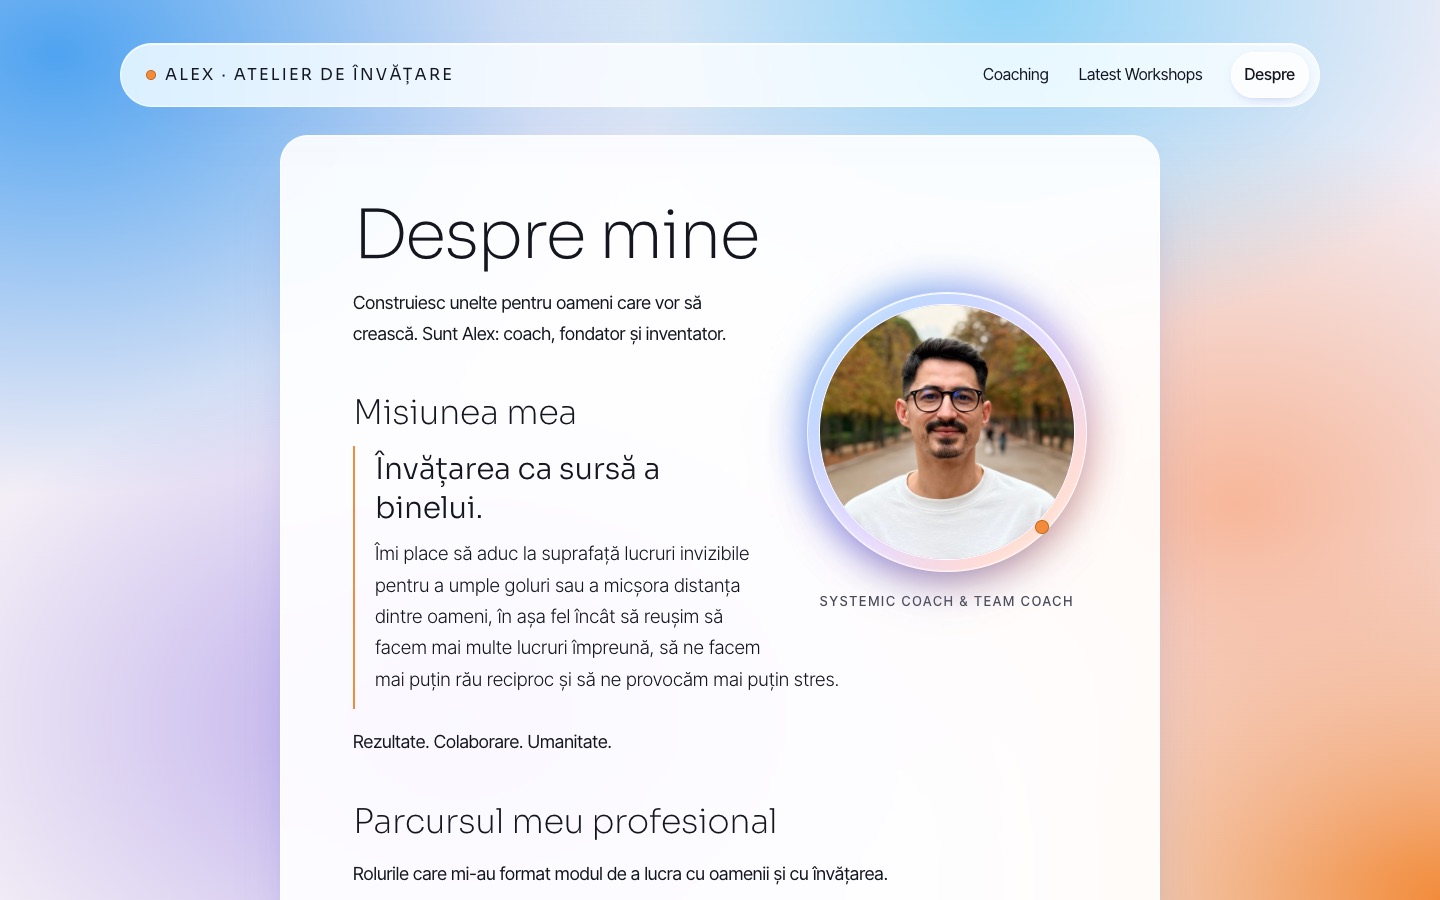 ALEX · ATELIER DE ÎNVĂȚARE
Coaching
Latest Workshops
Despre
Despre mine
Construiesc unelte pentru oameni care vor să
crească. Sunt Alex: coach, fondator și inventator.
Misiunea mea
Învățarea ca sursă a
binelui.
Îmi place să aduc la suprafață lucruri invizibile
pentru a umple goluri sau a micșora distanța
dintre oameni, în așa fel încât să reușim să
facem mai multe lucruri împreună, să ne facem
mai puțin rău reciproc și să ne provocăm mai puțin stres.
SYSTEMIC COACH & TEAM COACH
Rezultate. Colaborare. Umanitate.
Parcursul meu profesional
Rolurile care mi-au format modul de a lucra cu oamenii și cu învățarea.